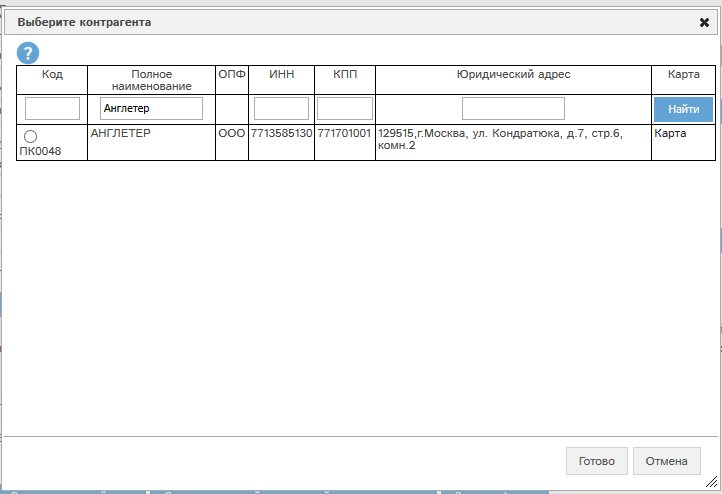 Выберите контрагента
?
Код Полное наименование ОПФ ИНН КПП Юридический адрес Карта
Англетер Найти
ПК0048 АНГЛЕТЕР ООО 7713585130 771701001 129515,г.Москва, ул. Кондратюка, д.7, стр.6, Карта
комн.2
Готово Отмена